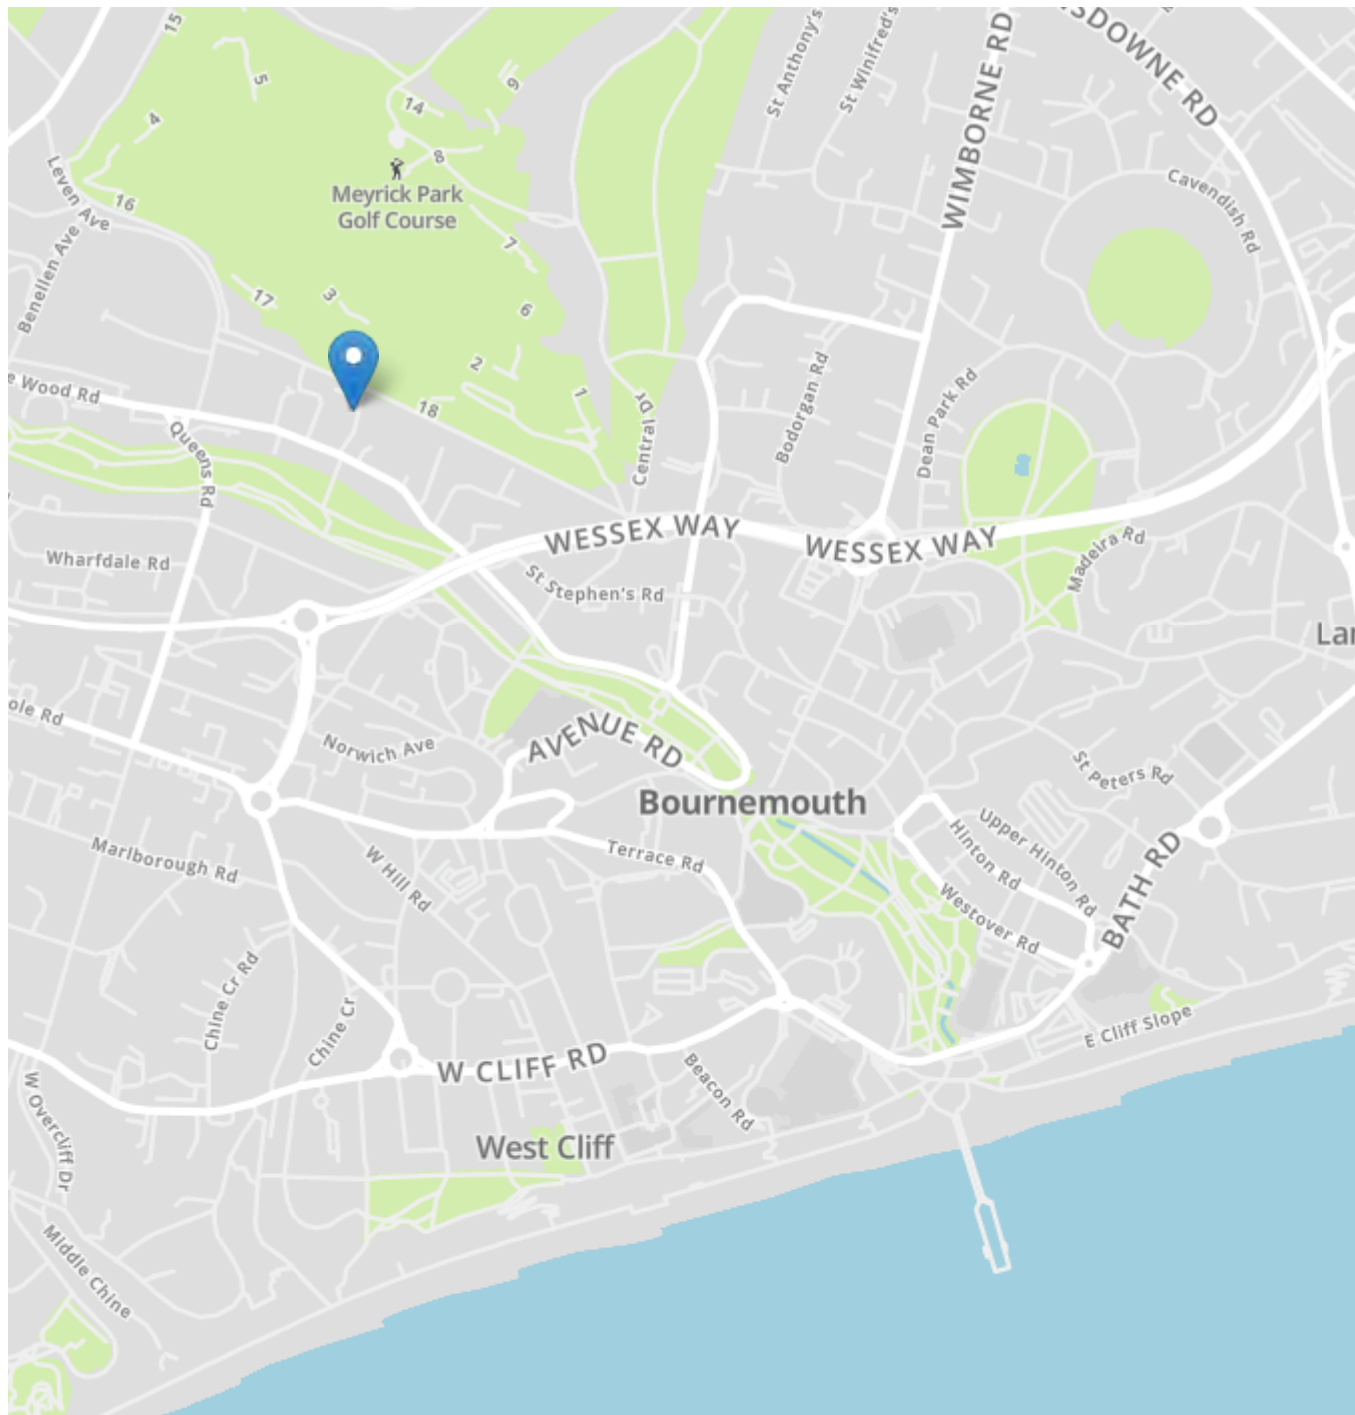 15
5
9
14
4
8
St Anthony's
St Winifred's
WIMBORNE RD
SDOWNE RD
Cavendish Rd
Leven Ave
16
Meyrick Park
Golf Course
7
Benellen Ave
17
3
6
2
1
18
Central Dr
Bodorgan Rd
Dean Park Rd
e Wood Rd
Queens Rd
WESSEX WAY
WESSEX WAY
Madeira Rd
Wharfdale Rd
St Stephen's Rd
Lan
ole Rd
Norwich Ave
AVENUE RD
St Peters Rd
Bournemouth
Upper Hinton Rd
Hinton Rd
Marlborough Rd
W Hill Rd
Terrace Rd
Westover Rd
BATH RD
Chine Cr Rd
Chine Cr
E Cliff Slope
W CLIFF RD
Beacon Rd
W Overcliff Dr
West Cliff
Middle Chine